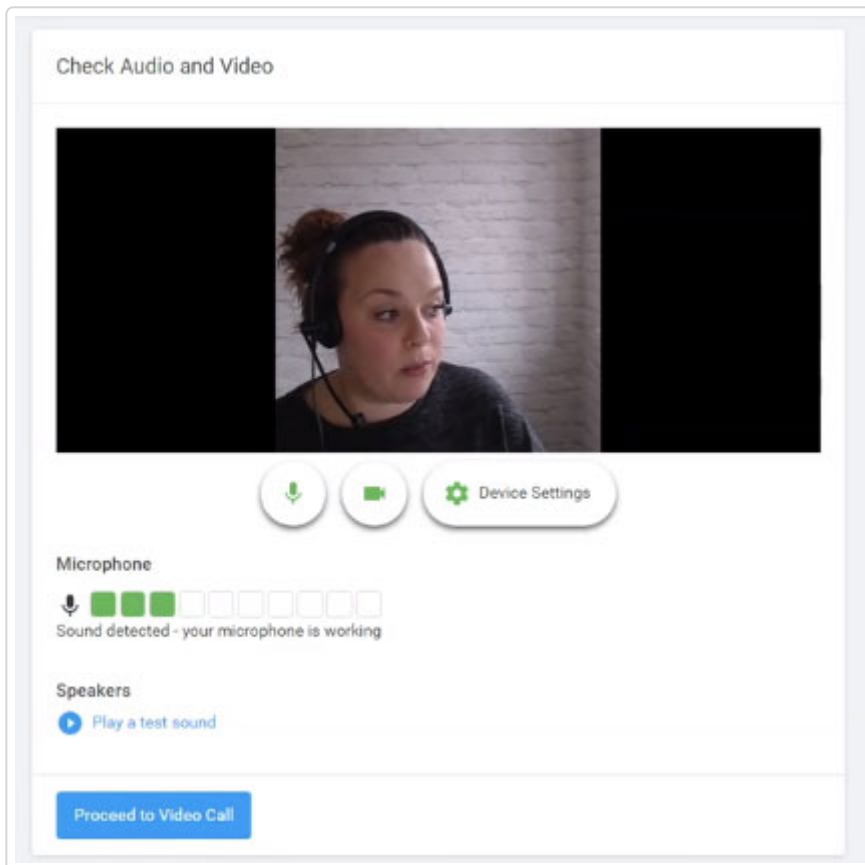 Check Audio and Video
Device Settings
Microphone
Sound detected - your microphone is working
Speakers
Play a test sound
Proceed to Video Call